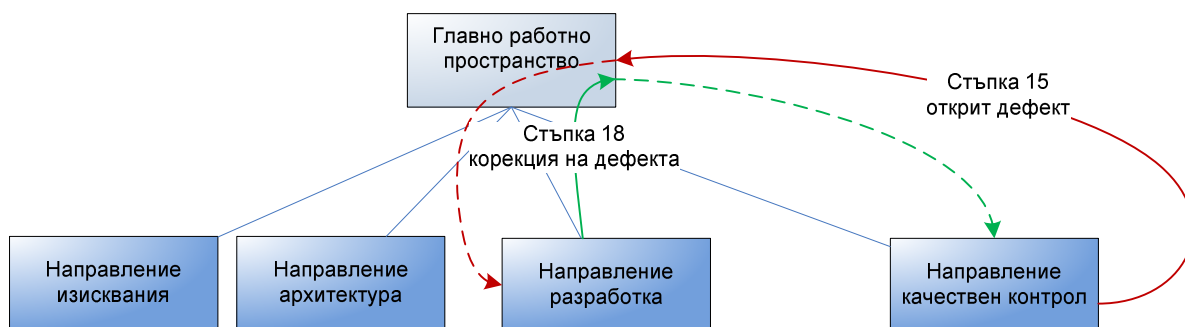 Главно работно
пространство
Стъпка 15
открит дефект
Стъпка 18
корекция на дефекта
Направление
изисквания
Направление
архитектура
Направление
разработка
Направление
качествен контрол